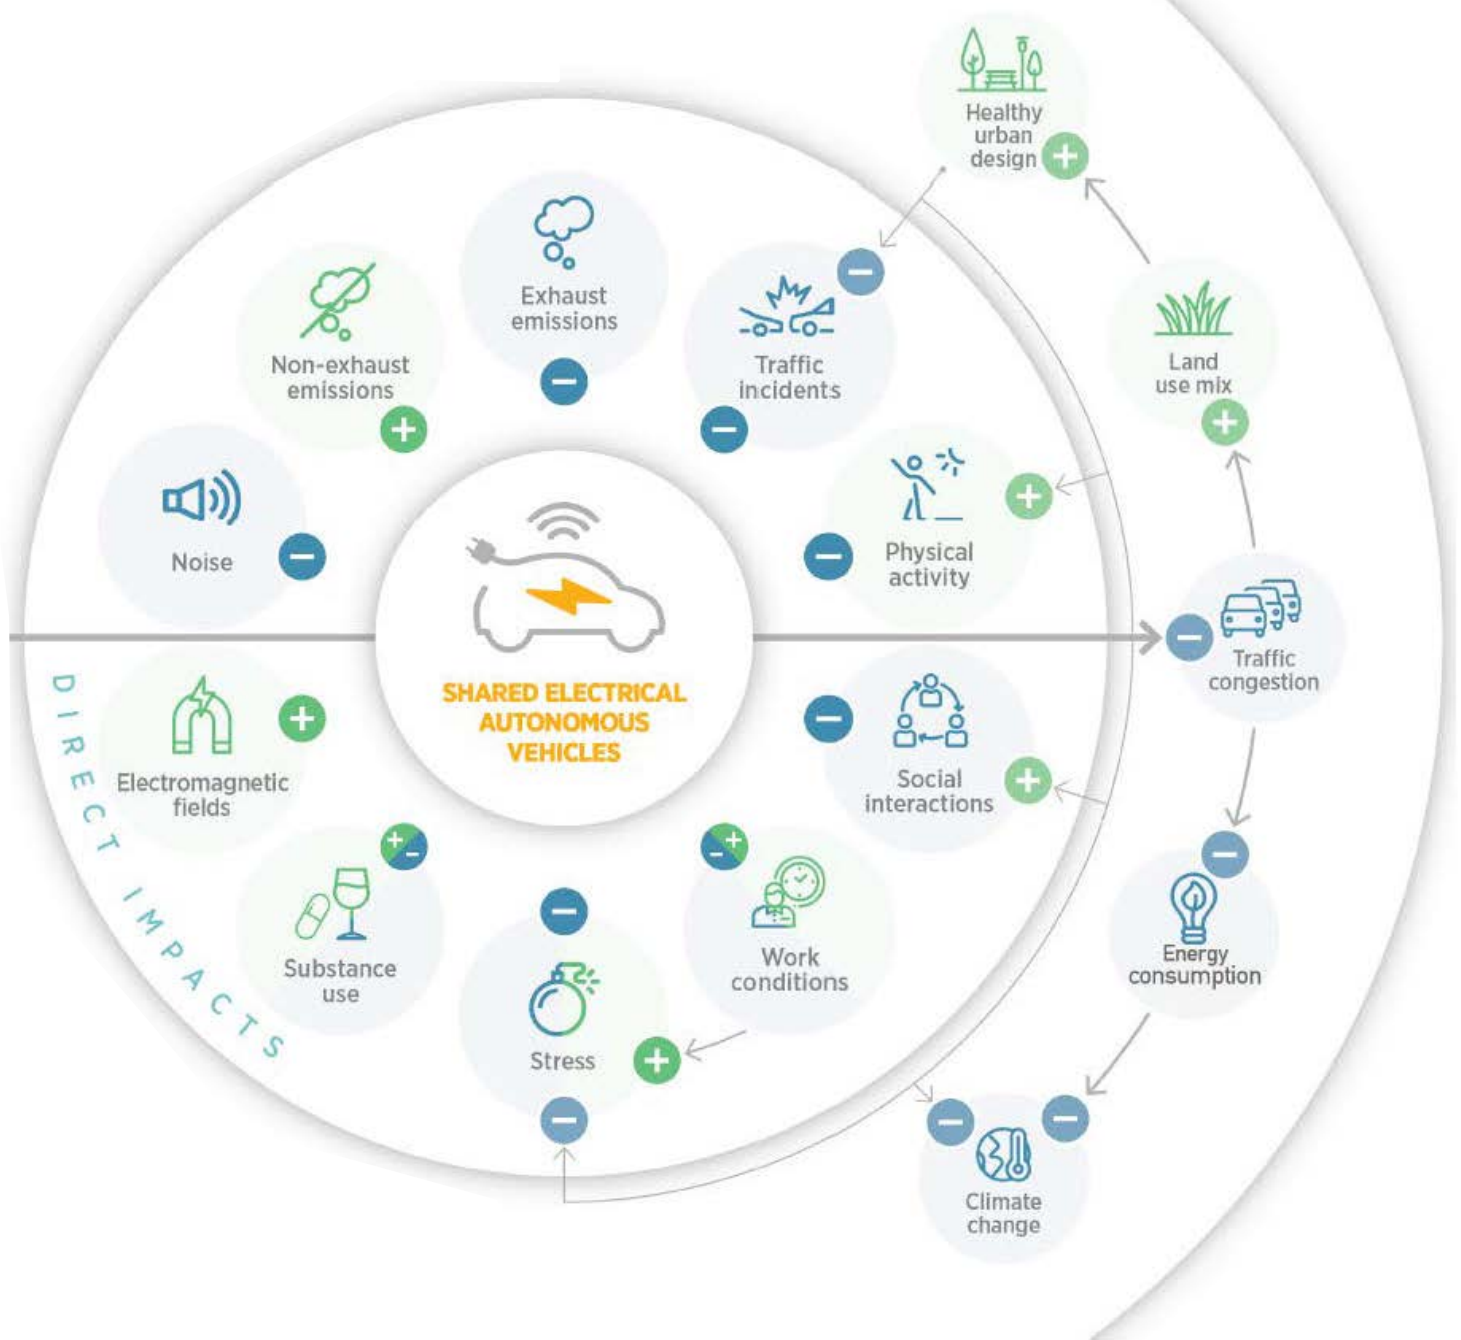 Healthy
urban
design
Exhaust
emissions
Non-exhaust
emissions
Traffic
incidents
Land
use mix
Noise
Physical
activity
SHARED ELECTRICAL
AUTONOMOUS
VEHICLES
Traffic
congestion
Electromagnetic
fields
Social
interactions
Substance
use
Work
conditions
Energy
consumption
Stress
Climate
change
DIRECT IMPACTS